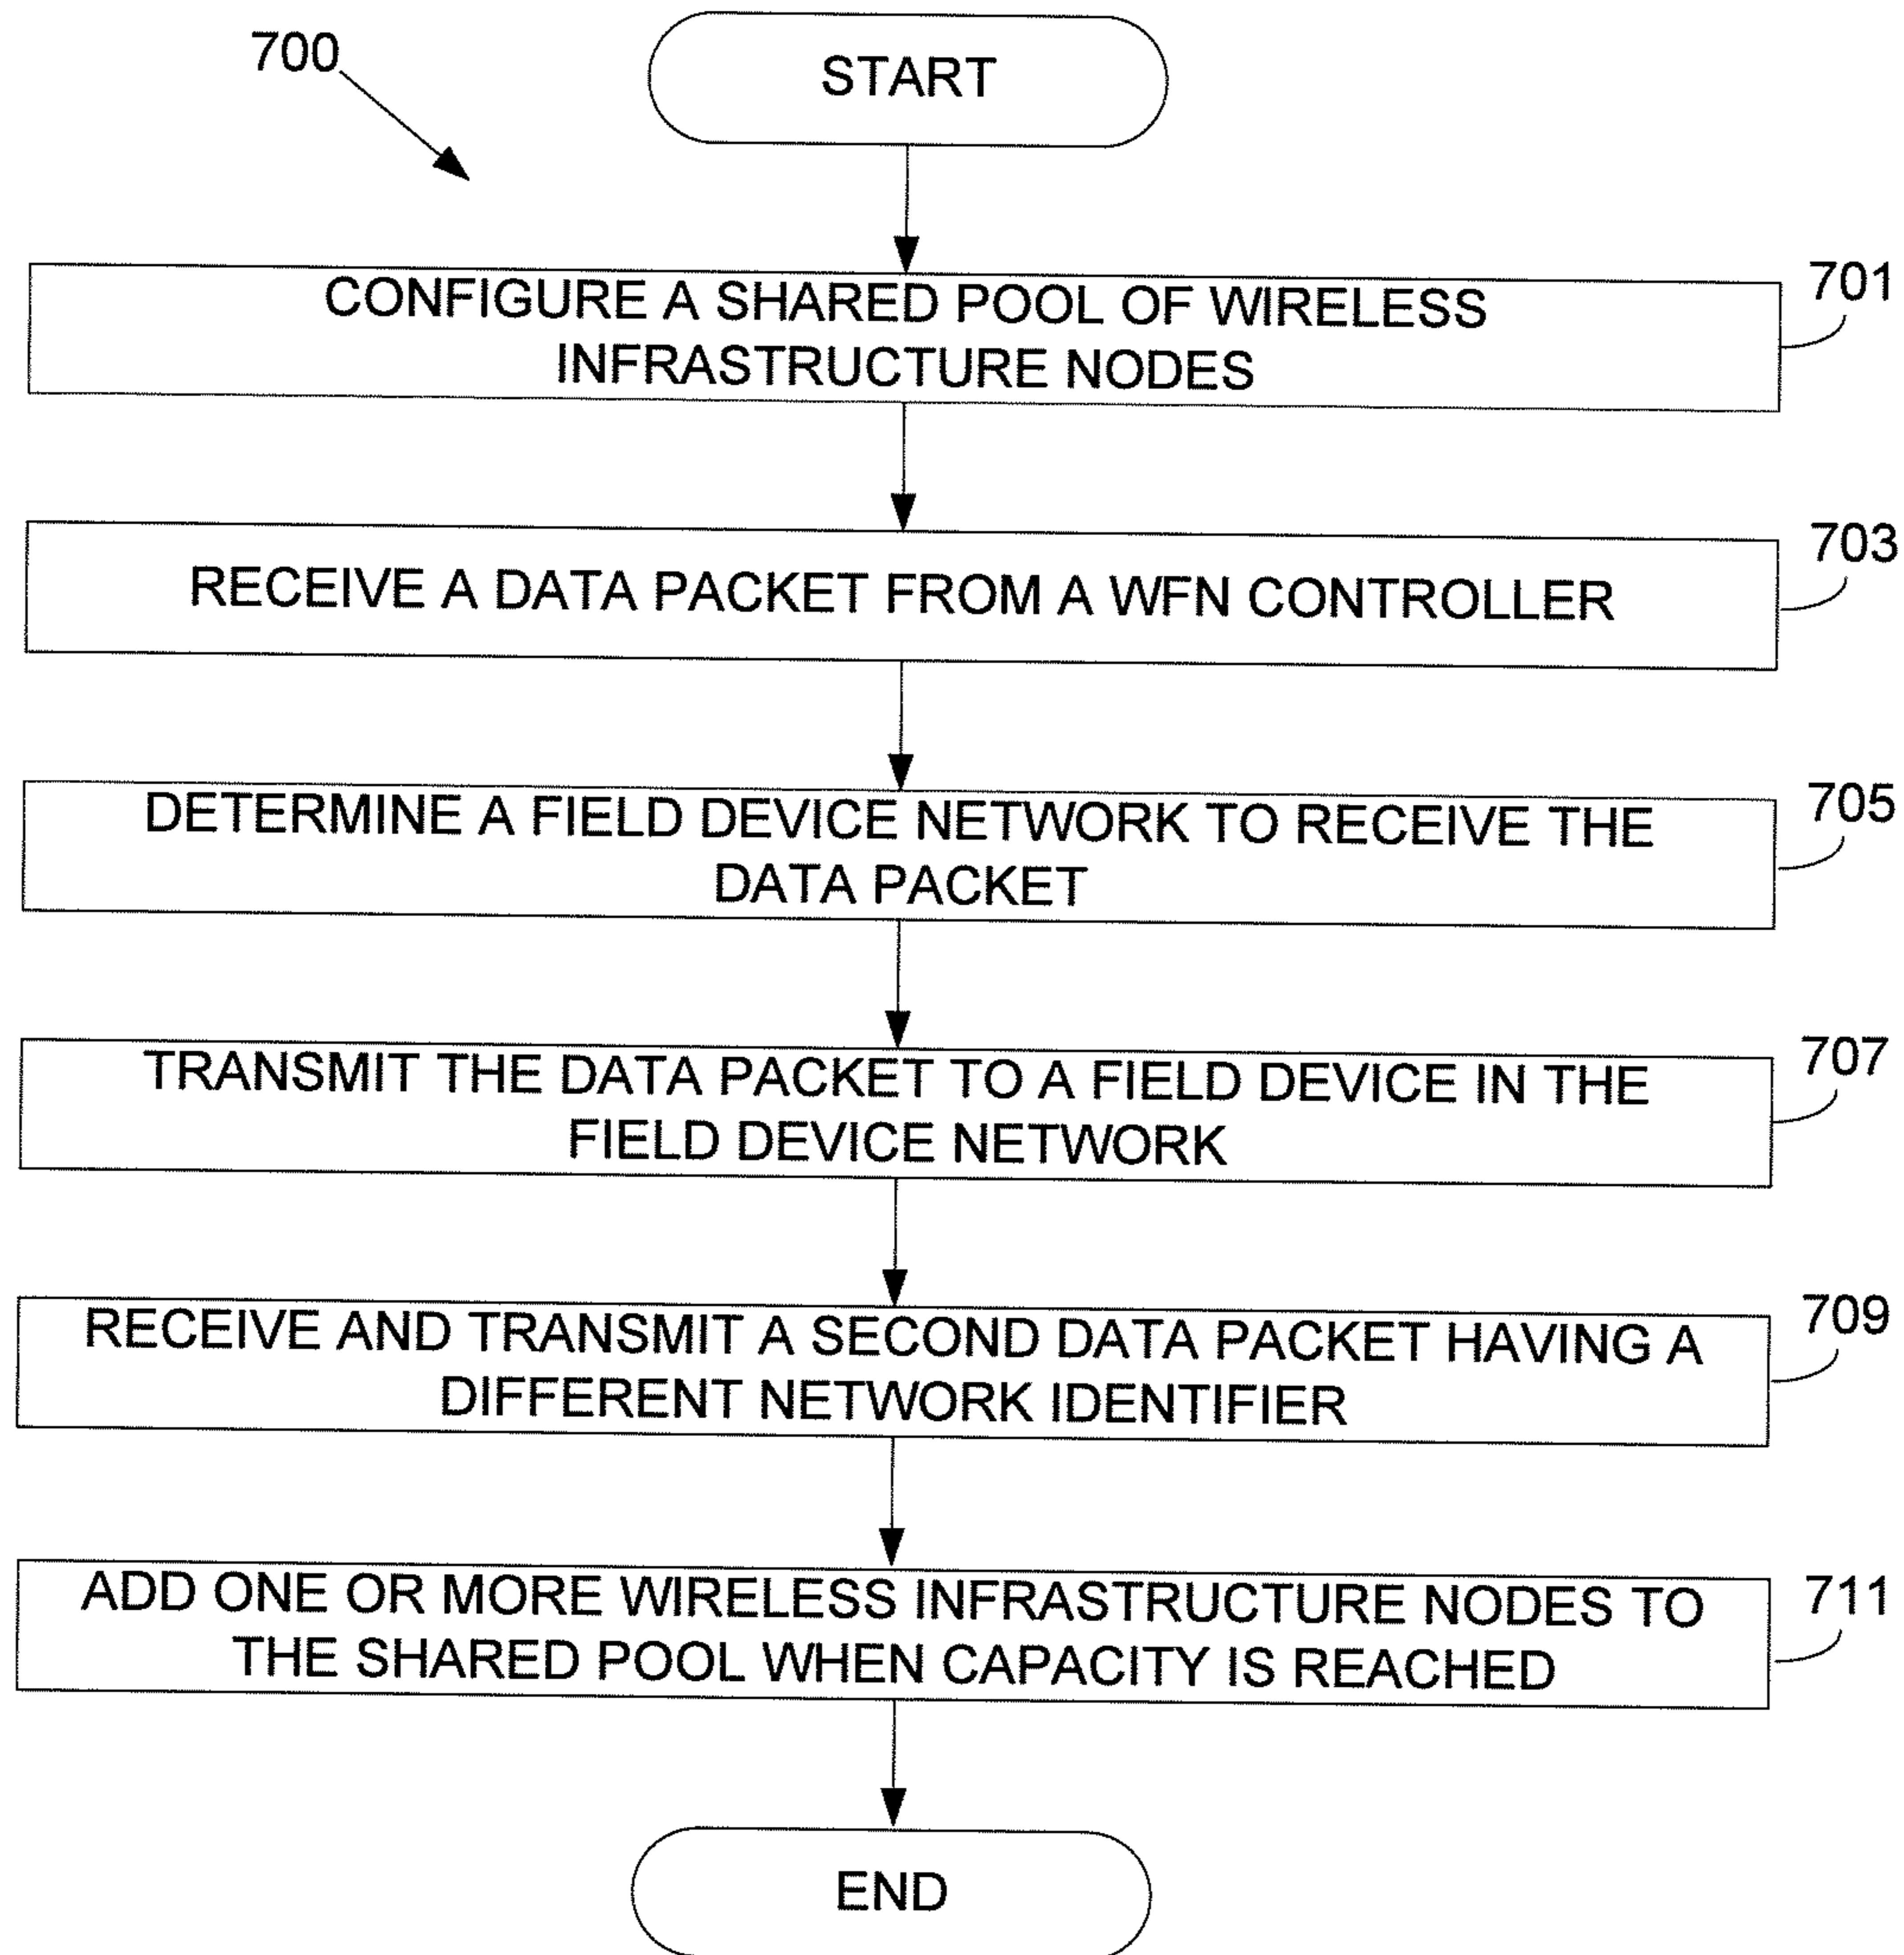 700
START
CONFIGURE A SHARED POOL OF WIRELESS
INFRASTRUCTURE NODES
701
RECEIVE A DATA PACKET FROM A WFN CONTROLLER
703
DETERMINE A FIELD DEVICE NETWORK TO RECEIVE THE
DATA PACKET
705
TRANSMIT THE DATA PACKET TO A FIELD DEVICE IN THE
FIELD DEVICE NETWORK
707
RECEIVE AND TRANSMIT A SECOND DATA PACKET HAVING A
DIFFERENT NETWORK IDENTIFIER
709
ADD ONE OR MORE WIRELESS INFRASTRUCTURE NODES TO
THE SHARED POOL WHEN CAPACITY IS REACHED
711
END